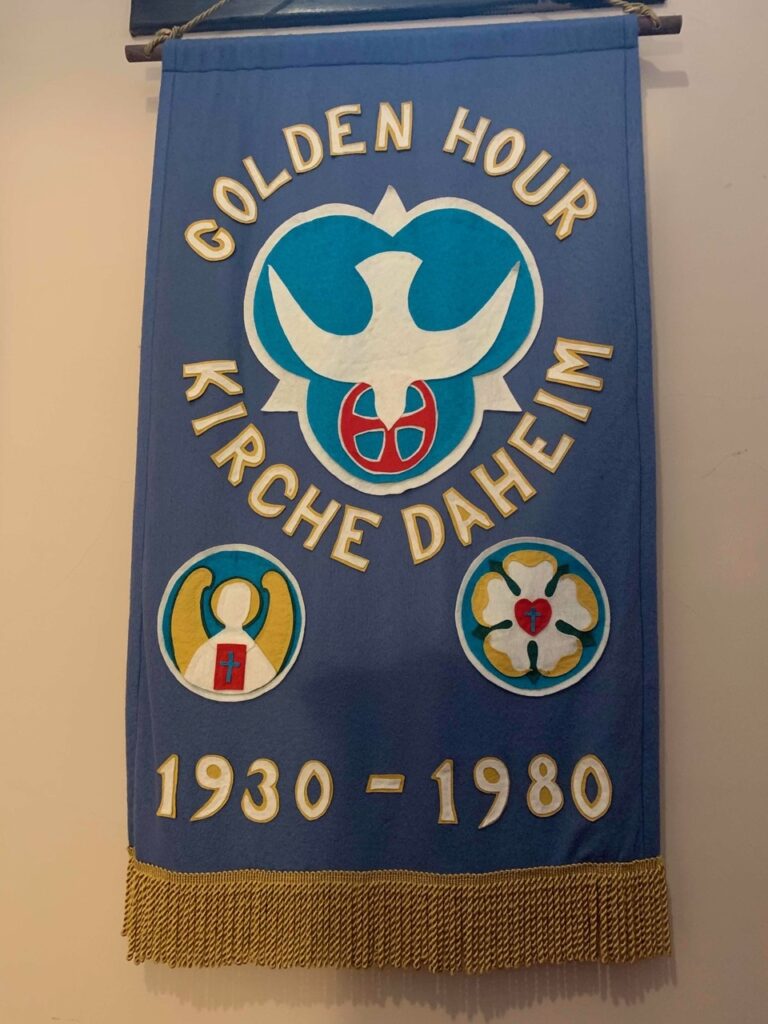 GOLDEN HOUR
KIRCHE DAHEIM
1930 - 1980